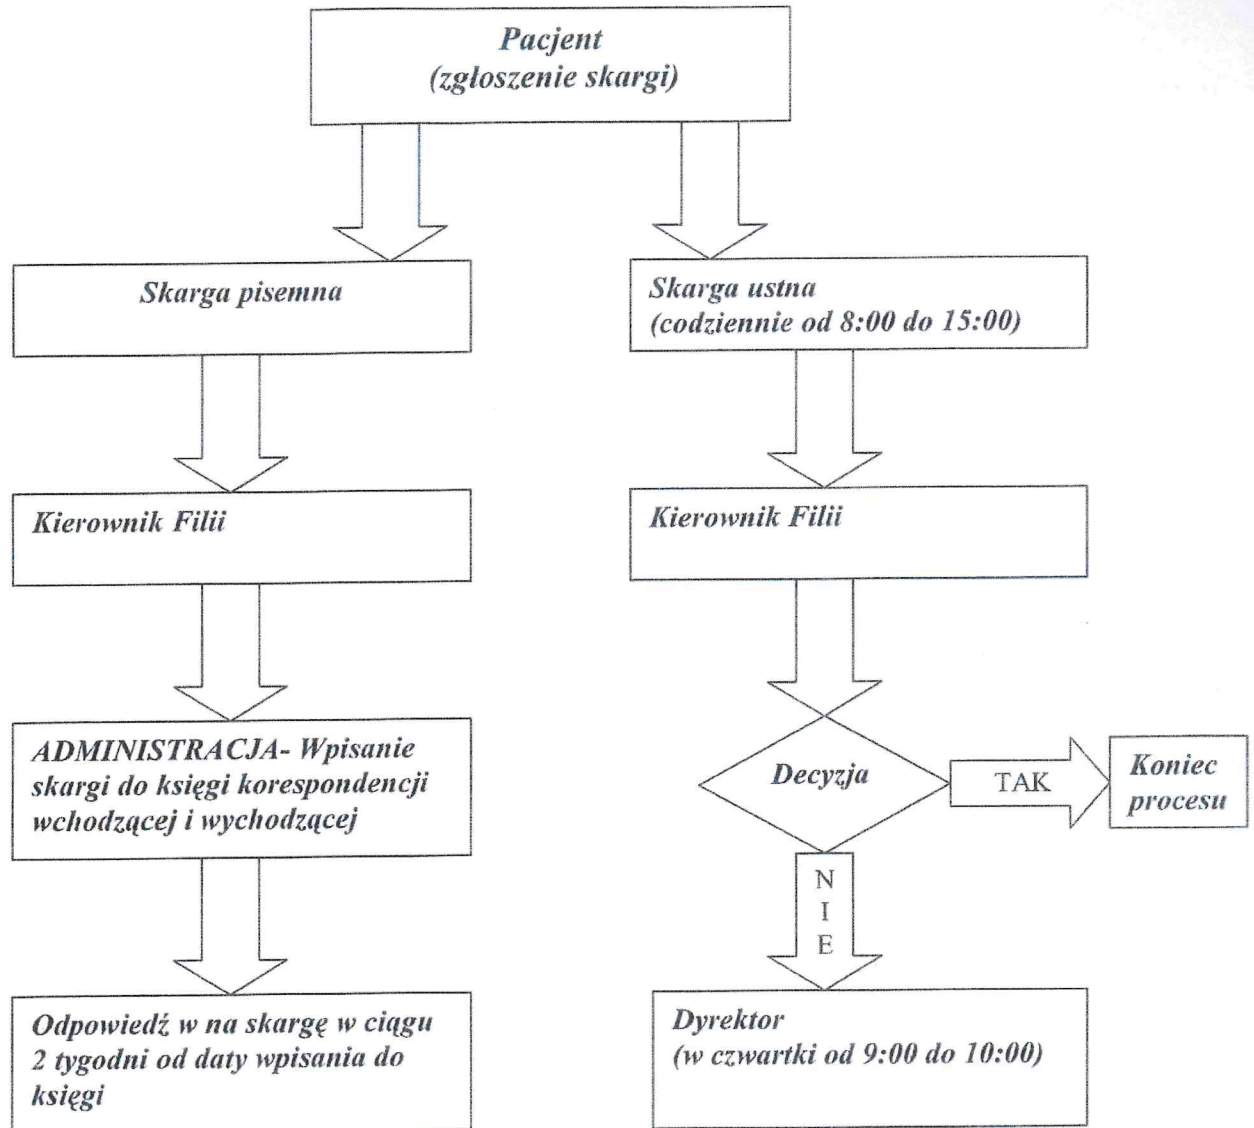 Pacjent
(zgłoszenie skargi)
Skarga pisemna
Skarga ustna
(codziennie od 8:00 do 15:00)
Kierownik Filii
Kierownik Filii
ADMINISTRACJA- Wpisanie
skargi do księgi korespondencji
wchodzącej i wychodzącej
Decyzja
TAK
Koniec
procesu
N
I
E
Odpowiedź w na skargę w ciągu
2 tygodni od daty wpisania do
księgi
Dyrektor
(w czwartki od 9:00 do 10:00)